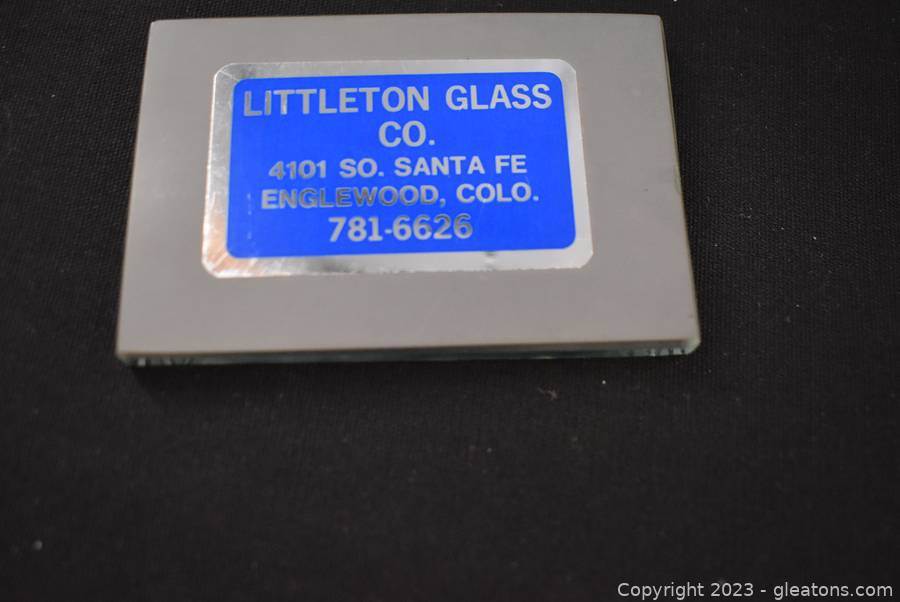 LITTLETON GLASS
CO.
4101 SO. SANTA FE
ENGLEWOOD, COLO.
781-6626
Copyright 2023 - gleatons.com